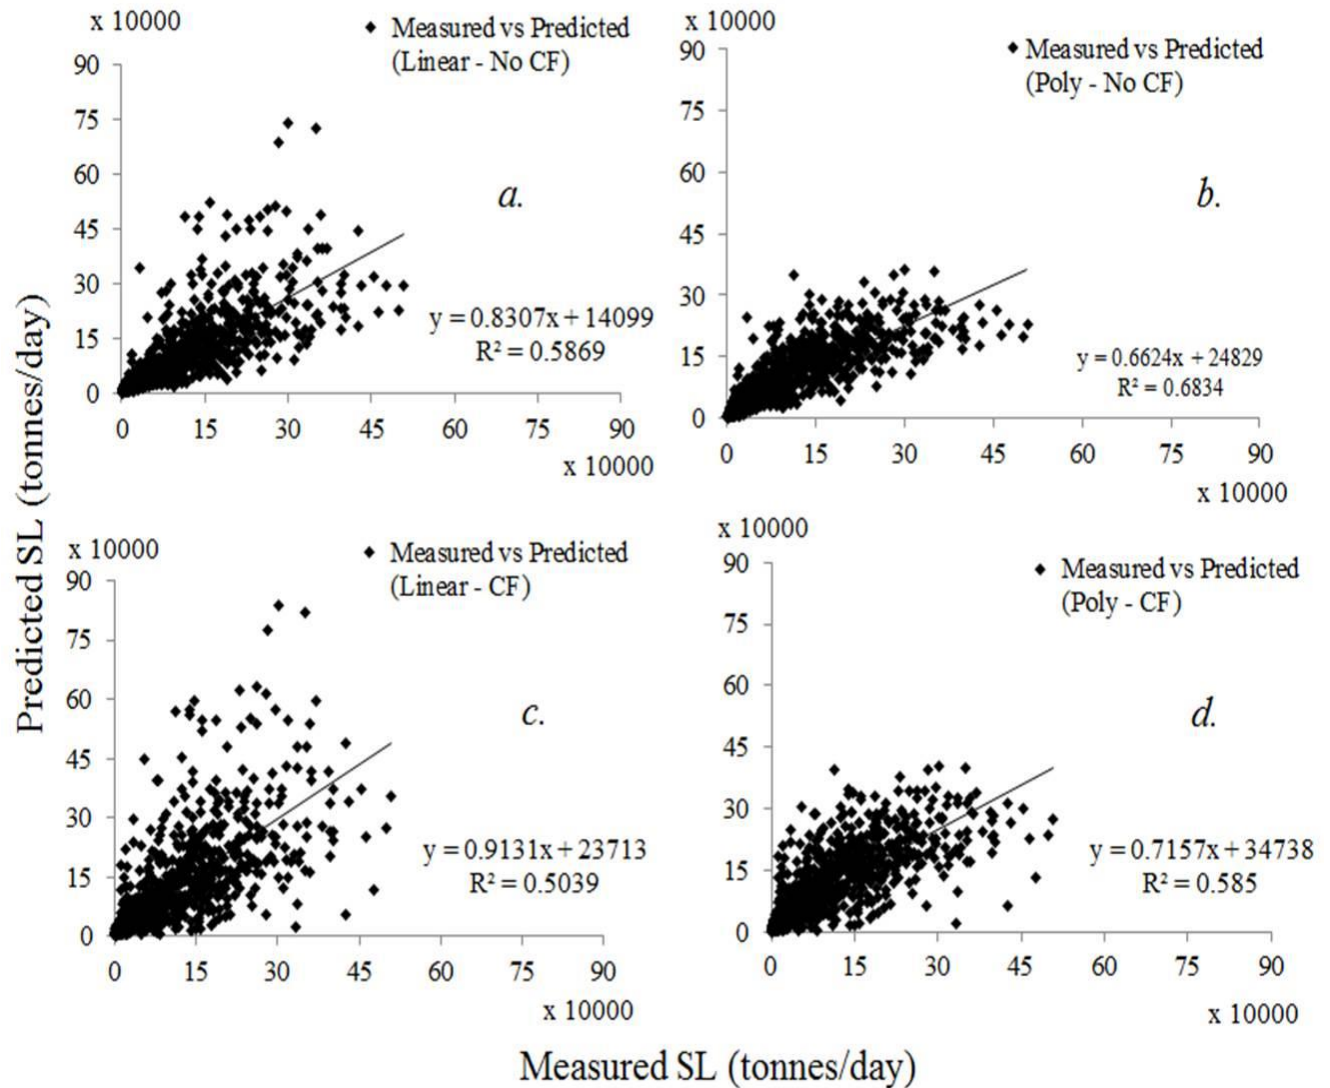 x 10000
Measured vs Predicted
(Linear - No CF)
90
75
60
45
30
15
0
a.
y = 0.8307x + 14099
R² = 0.5869
0 15 30 45 60 75 90
x 10000
x 10000
Measured vs Predicted
(Poly - No CF)
90
75
60
45
30
15
0
b.
y = 0.6624x + 24829
R² = 0.6834
0 15 30 45 60 75 90
x 10000
Predicted SL (tonnes/day)
x 10000
Measured vs Predicted
(Linear - CF)
90
75
60
45
30
15
0
c.
y = 0.9131x + 23713
R² = 0.5039
0 15 30 45 60 75 90
x 10000
x 10000
Measured vs Predicted
(Poly - CF)
90
75
60
45
30
15
0
d.
y = 0.7157x + 34738
R² = 0.585
0 15 30 45 60 75 90
x 10000
Measured SL (tonnes/day)